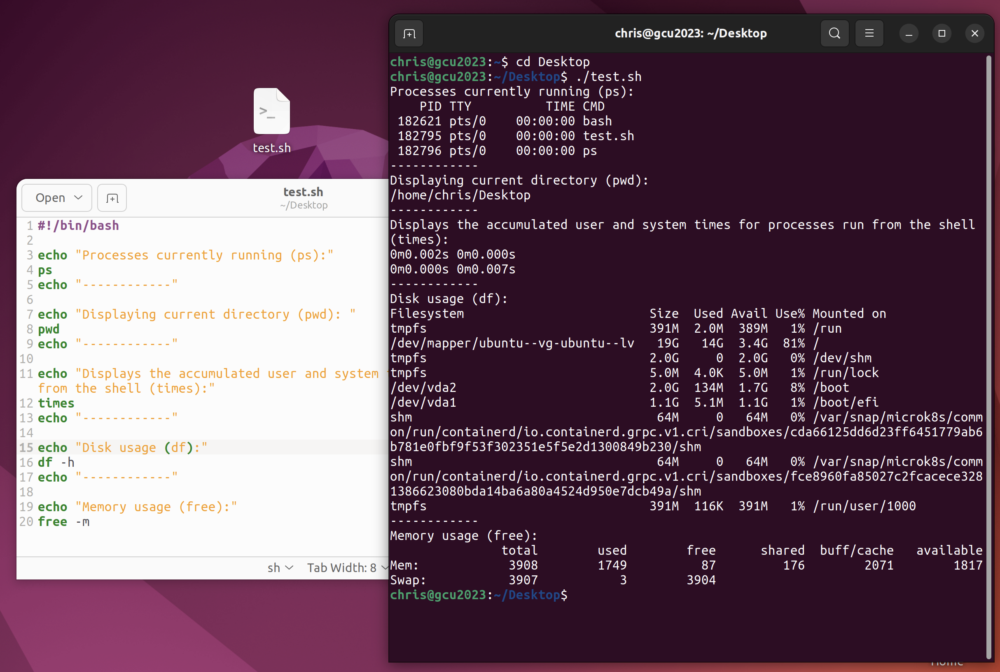 test.sh
Open
test.sh
~/Desktop
1 #!/bin/bash
2
3 echo "Processes currently running (ps):"
4 ps
5 echo "------------"
6
7 echo "Displaying current directory (pwd): "
8 pwd
9 echo "------------"
10
11 echo "Displays the accumulated user and system
from the shell (times):"
12 times
13 echo "------------"
14
15 echo "Disk usage (df):"
16 df -h
17 echo "------------"
18
19 echo "Memory usage (free):"
20 free -m
sh Tab Width: 8
chris@gcu2023: ~/Desktop
chris@gcu2023:~$ cd Desktop
chris@gcu2023:~/Desktop$ ./test.sh
Processes currently running (ps):
    PID TTY          TIME CMD
 182621 pts/0    00:00:00 bash
 182795 pts/0    00:00:00 test.sh
 182796 pts/0    00:00:00 ps
------------
Displaying current directory (pwd):
/home/chris/Desktop
------------
Displays the accumulated user and system times for processes run from the shell
(times):
0m0.002s 0m0.000s
0m0.000s 0m0.007s
------------
Disk usage (df):
Filesystem                         Size  Used Avail Use% Mounted on
tmpfs                              391M  2.0M  389M   1% /run
/dev/mapper/ubuntu--vg-ubuntu--lv   19G   14G  3.4G  81% /
tmpfs                              2.0G     0  2.0G   0% /dev/shm
tmpfs                              5.0M  4.0K  5.0M   1% /run/lock
/dev/vda2                          2.0G  134M  1.7G   8% /boot
/dev/vda1                          1.1G  5.1M  1.1G   1% /boot/efi
shm                                 64M     0   64M   0% /var/snap/microk8s/comm
on/run/containerd/io.containerd.grpc.v1.cri/sandboxes/cda66125dd6d23ff6451779ab6
b781e0fbf9f53f302351e5f5e2d1300849b230/shm
shm                                 64M     0   64M   0% /var/snap/microk8s/comm
on/run/containerd/io.containerd.grpc.v1.cri/sandboxes/fce8960fa85027c2fcacece328
1386623080bda14ba6a80a4524d950e7dcb49a/shm
tmpfs                              391M  116K  391M   1% /run/user/1000
------------
Memory usage (free):
               total        used        free      shared  buff/cache   available
Mem:            3908        1749          87         176        2071        1817
Swap:           3907           3        3904
chris@gcu2023:~/Desktop$
Home